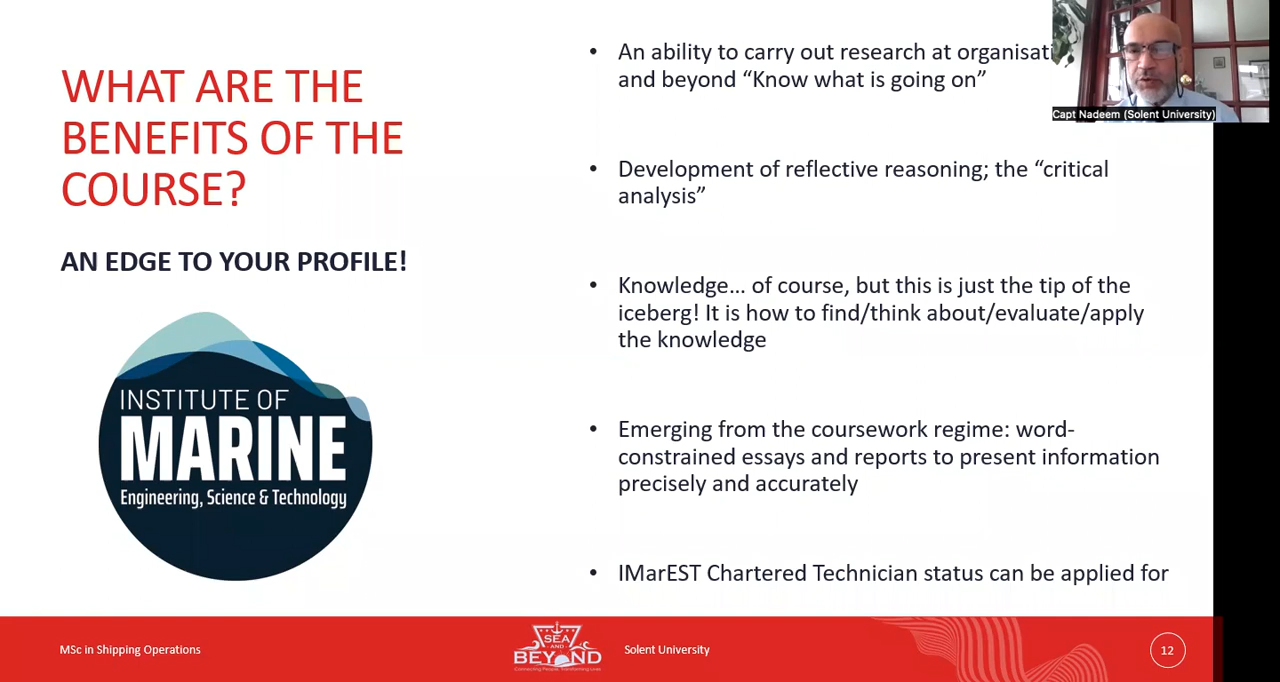 WHAT ARE THE
BENEFITS OF THE
COURSE?
AN EDGE TO YOUR PROFILE!
INSTITUTE OF
MARINE
Engineering, Science & Technology
• An ability to carry out research at
and beyond “Know what is going on”
• Development of reflective reasoning; the “critical
analysis”
• Knowledge... of course, but this is just the tip of the
iceberg! It is how to find/think about/evaluate/apply
the knowledge
• Emerging from the coursework regime: word-
constrained essays and reports to present information
precisely and accurately
• IMarEST Chartered Technician status can be applied for
Capt Nadeem (Solent University)
MSc in Shipping Operations
SEA
AND
BEYOND
Solent University
12